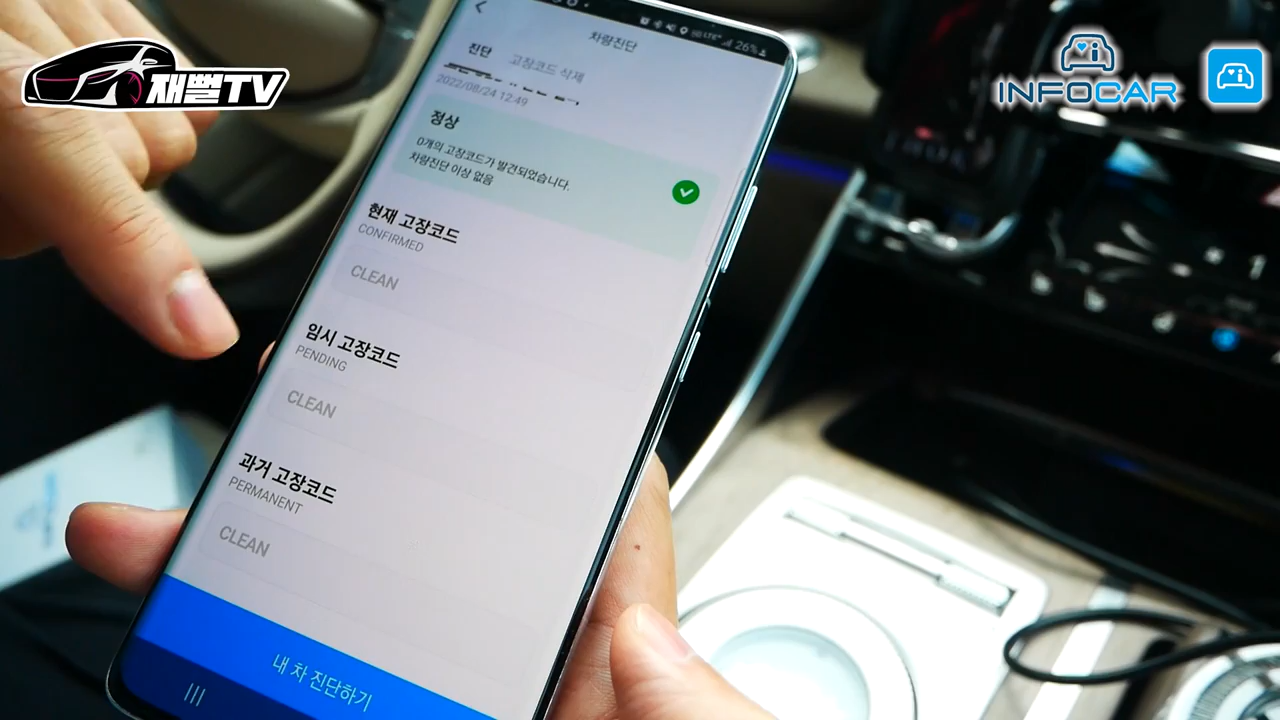 재뻘TV
INFOCAR
26%
차량진단
진단 고장코드 삭제
2022/08/24 12:49
정상
0개의 고장코드가 발견되었습니다.
차량진단 이상 없음
현재 고장코드
CONFIRMED
CLEAN
임시 고장코드
PENDING
CLEAN
과거 고장코드
PERMANENT
CLEAN
내 차 진단하기